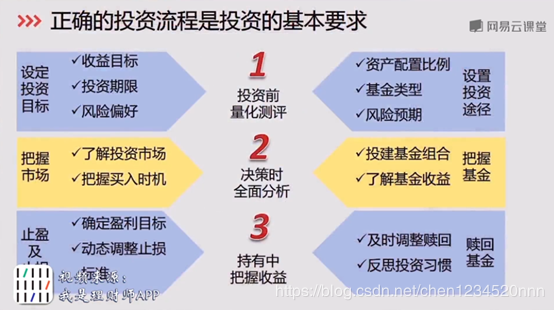 正确的投资流程是投资的基本要求
网易云课堂
设定
投资
目标
✓收益目标
✓投资期限
✓风险偏好
1
投资前
量化测评
✓资产配置比例
✓基金类型
✓风险预期
设置
投资
途径
把握
市场
✓了解投资市场
✓把握买入时机
2
决策时
全面分析
✓投建基金组合
✓了解基金收益
把握
基金
止盈
及
✓确定盈利目标
✓动态调整止损
标准
3
持有中
把握收益
✓及时调整赎回
✓反思投资习惯
赎回
基金
视频来源：
我是理财师APP
https://blog.csdn.net/chen1234520nnn